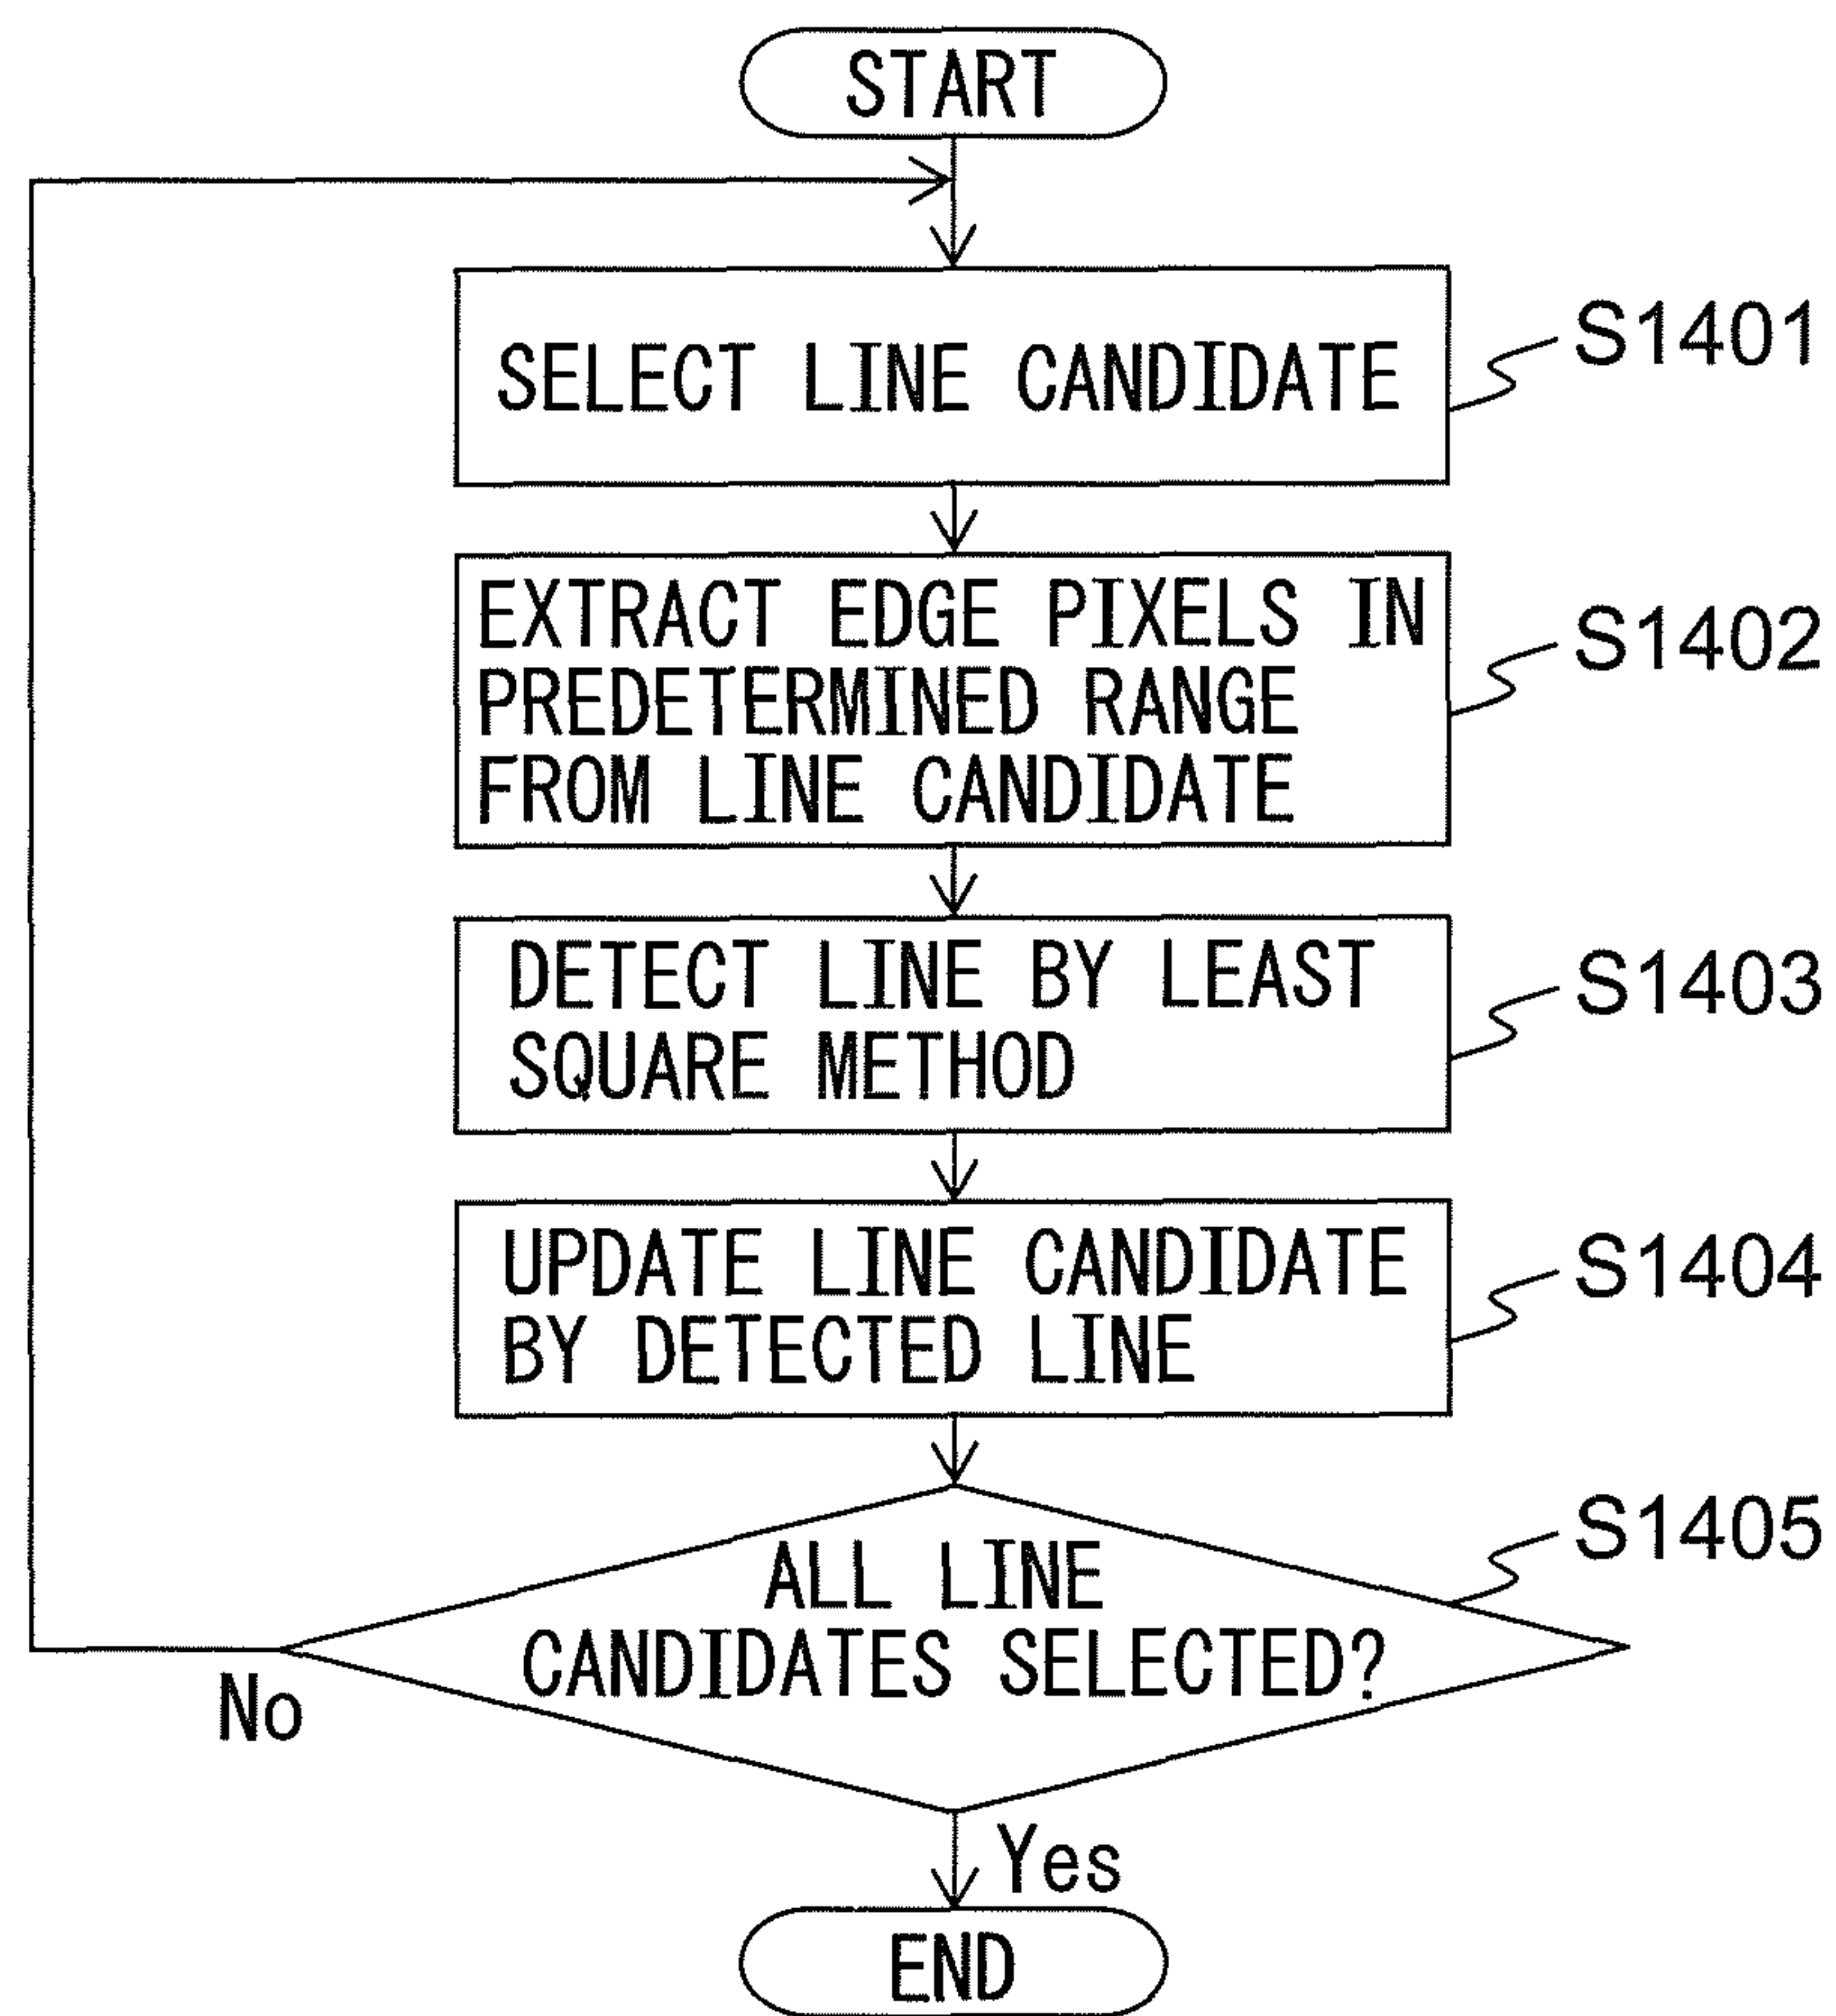 START
SELECT LINE CANDIDATE
S1401
EXTRACT EDGE PIXELS IN
PREDETERMINED RANGE
FROM LINE CANDIDATE
S1402
DETECT LINE BY LEAST
SQUARE METHOD
S1403
UPDATE LINE CANDIDATE
BY DETECTED LINE
S1404
ALL LINE
CANDIDATES SELECTED?
S1405
No
Yes
END